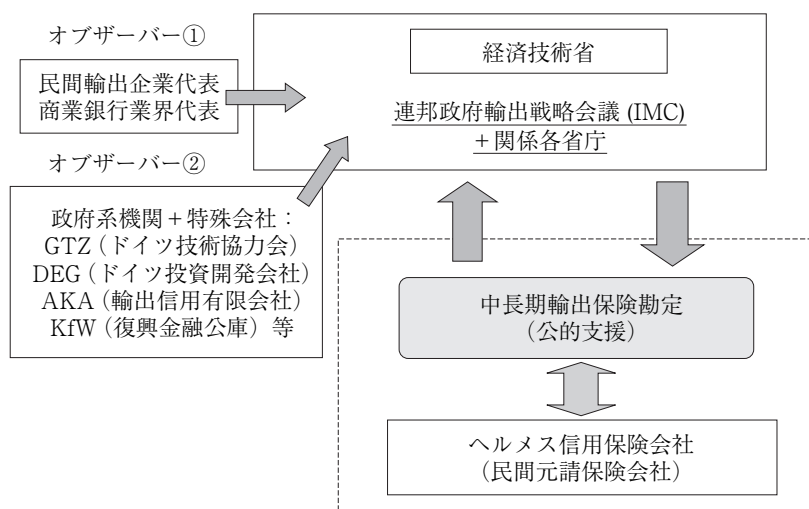 オブザーバー①
民間輸出企業代表
商業銀行業界代表
オブザーバー②
政府系機関＋特殊会社：
GTZ（ドイツ技術協力会）
DEG（ドイツ投資開発会社）
AKA（輸出信用有限会社）
KfW（復興金融公庫）等
経済技術省
連邦政府輸出戦略会議 (IMC)
＋関係各省庁
中長期輸出保険勘定
（公的支援）
ヘルメス信用保険会社
（民間元請保険会社）